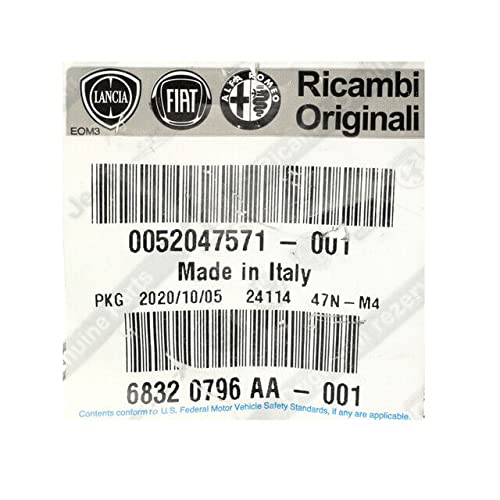 LANCIA FIAT ALFA ROMEO Ricambi
Originali
EOM3
0052047571 - 001
Made in Italy
PKG 2020/10/05 24114 47N-M4
6832 0796 AA - 001
Contents conform to U.S. Federal Motor Vehicle Safety Standards, if any are applicable.